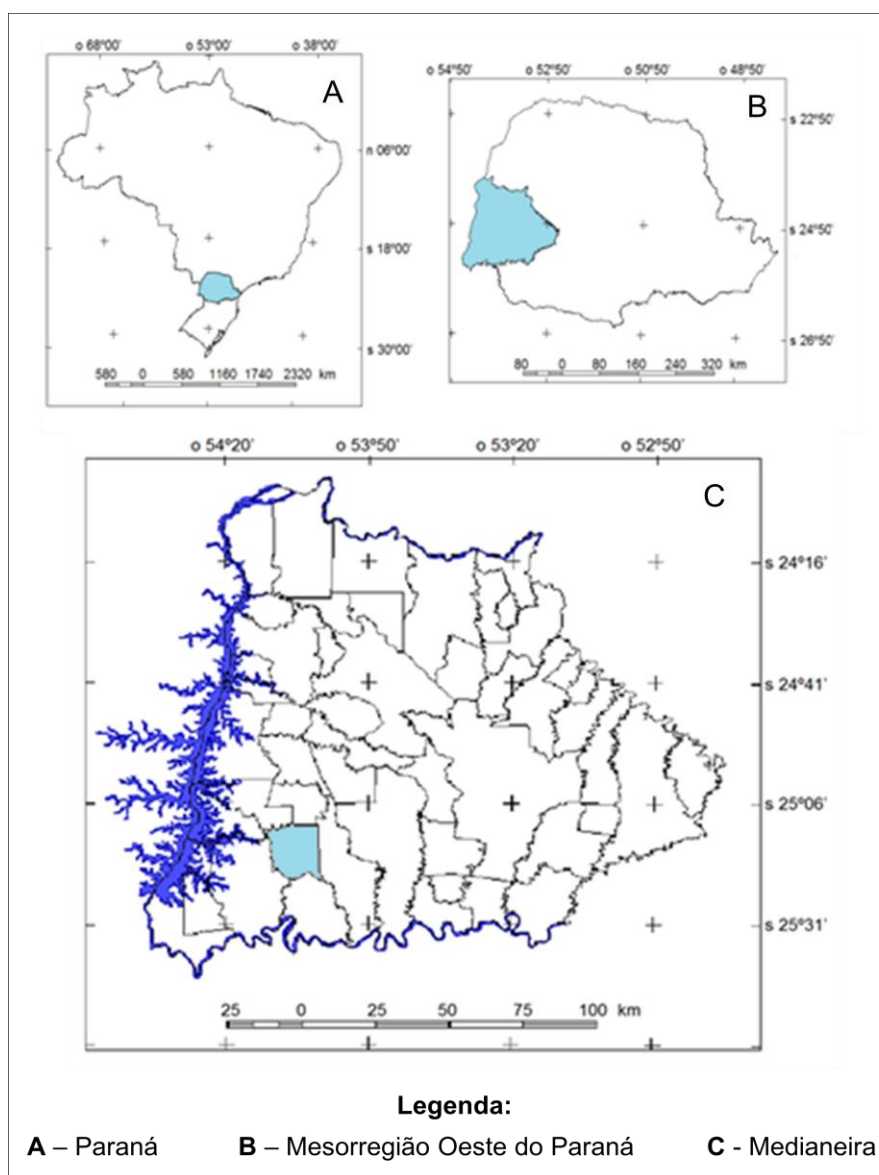 o 68º00' o 53º00' o 38º00'
A
n 06º00'
s 18º00'
s 30º00'
580 0 580 1160 1740 2320 km
o 54º50' o 52º50' o 50º50' o 48º50'
B
s 22º50'
s 24º50'
s 26º50'
80 0 80 160 240 320 km
o 54º20' o 53º50' o 53º20' o 52º50'
C
s 24º16'
s 24º41'
s 25º06'
s 25º31'
25 0 25 50 75 100 km
Legenda:
A – Paraná B – Mesorregião Oeste do Paraná C - Medianeira